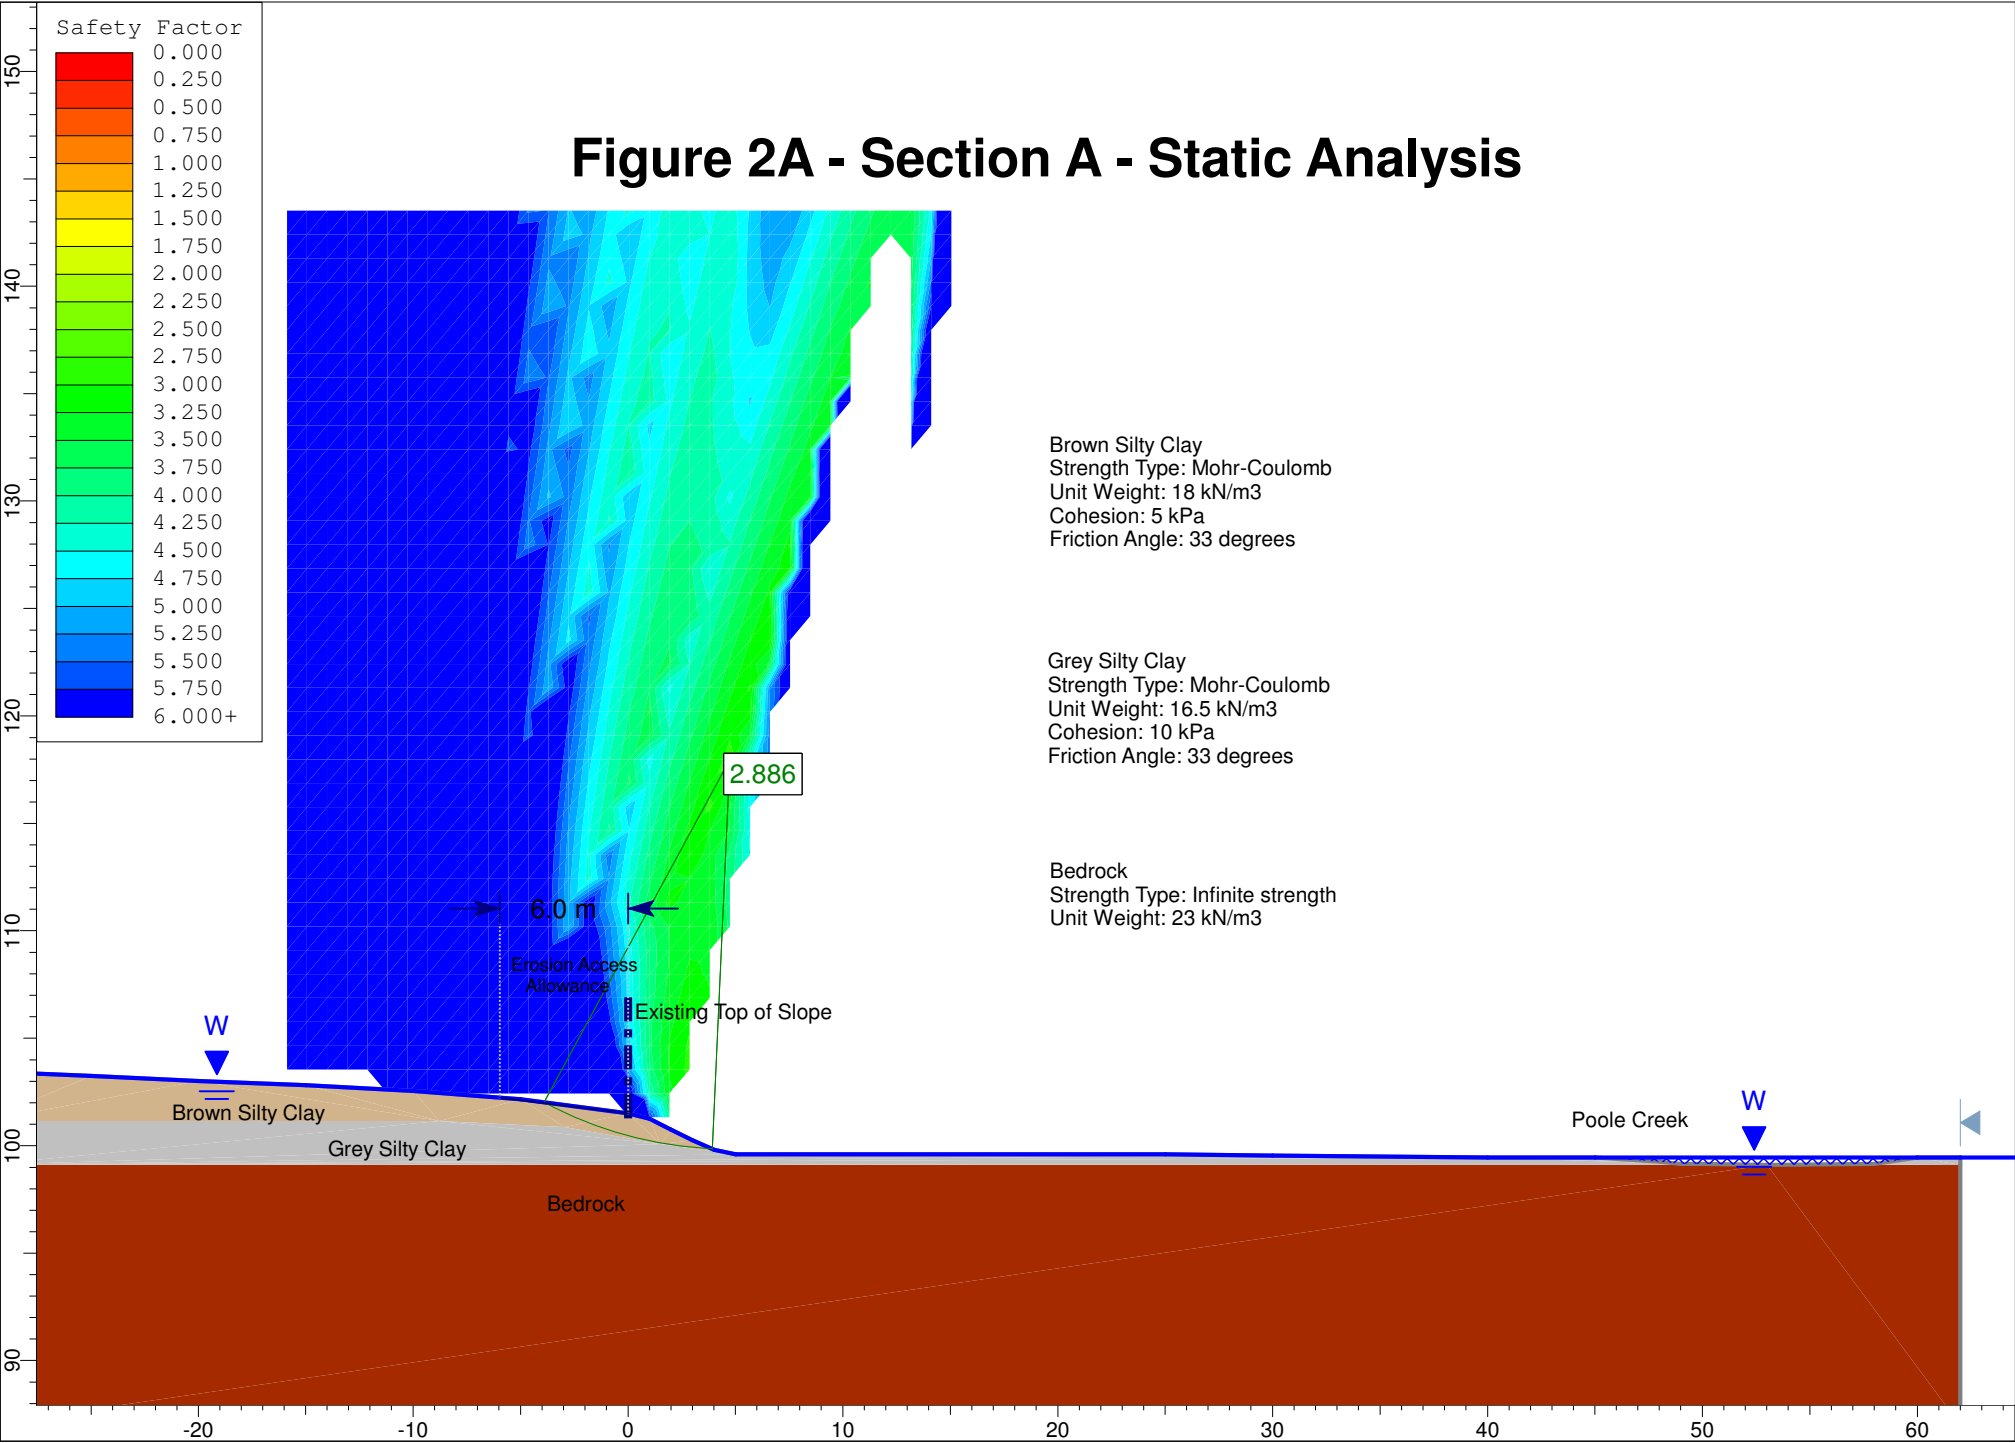 Safety Factor
0.000
0.250
0.500
0.750
1.000
1.250
1.500
1.750
2.000
2.250
2.500
2.750
3.000
3.250
3.500
3.750
4.000
4.250
4.500
4.750
5.000
5.250
5.500
5.750
6.000+
Figure 2A - Section A - Static Analysis
Brown Silty Clay
Strength Type: Mohr-Coulomb
Unit Weight: 18 kN/m3
Cohesion: 5 kPa
Friction Angle: 33 degrees
Grey Silty Clay
Strength Type: Mohr-Coulomb
Unit Weight: 16.5 kN/m3
Cohesion: 10 kPa
Friction Angle: 33 degrees
Bedrock
Strength Type: Infinite strength
Unit Weight: 23 kN/m3
2.886
6.0 m
Erosion Access
Allowance
Existing Top of Slope
W
W
Poole Creek
Brown Silty Clay
Grey Silty Clay
Bedrock
150
140
130
120
110
100
90
-20 -10 0 10 20 30 40 50 60